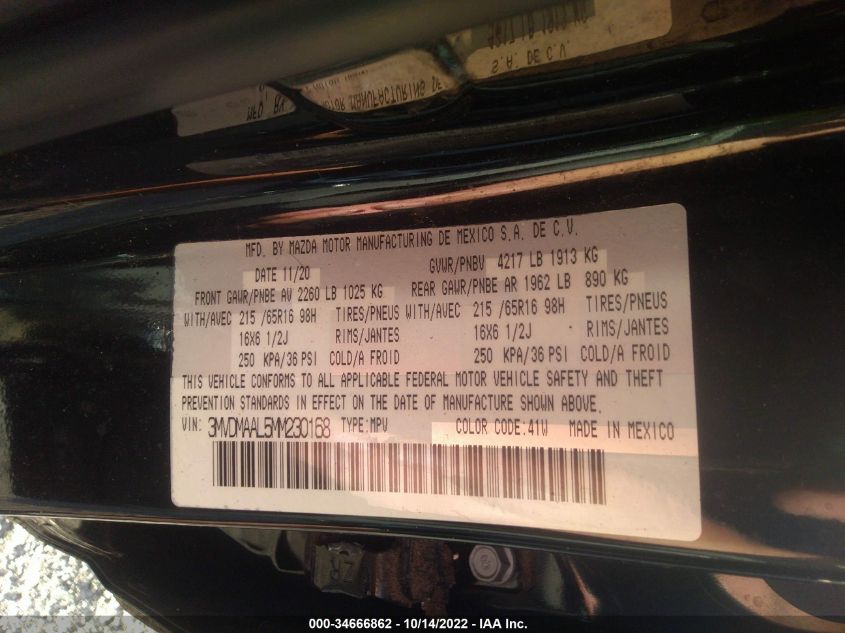 MFD. BY MAZDA MOTOR MANUFACTURING DE MEXICO S.A. DE C.V.
DATE 11/20 GVWR/PNBV 4217 LB 1913 KG
FRONT GAWR/PNBE AV 2260 LB 1025 KG REAR GAWR/PNBE AR 1962 LB 890 KG
WITH/AVEC 215 /65R16 98H TIRES/PNEUS WITH/AVEC 215 /65R16 98H TIRES/PNEUS
16X6 1/2J RIMS/JANTES 16X6 1/2J RIMS/JANTES
250 KPA/36 PSI COLD/A FROID 250 KPA/36 PSI COLD/A FROID
THIS VEHICLE CONFORMS TO ALL APPLICABLE FEDERAL MOTOR VEHICLE SAFETY AND THEFT
PREVENTION STANDARDS IN EFFECT ON THE DATE OF MANUFACTURE SHOWN ABOVE.
VIN: 3MVDMAAL5MM230168 TYPE:MPV COLOR CODE:41W MADE IN MEXICO
000-34666862 - 10/14/2022 - IAA Inc.